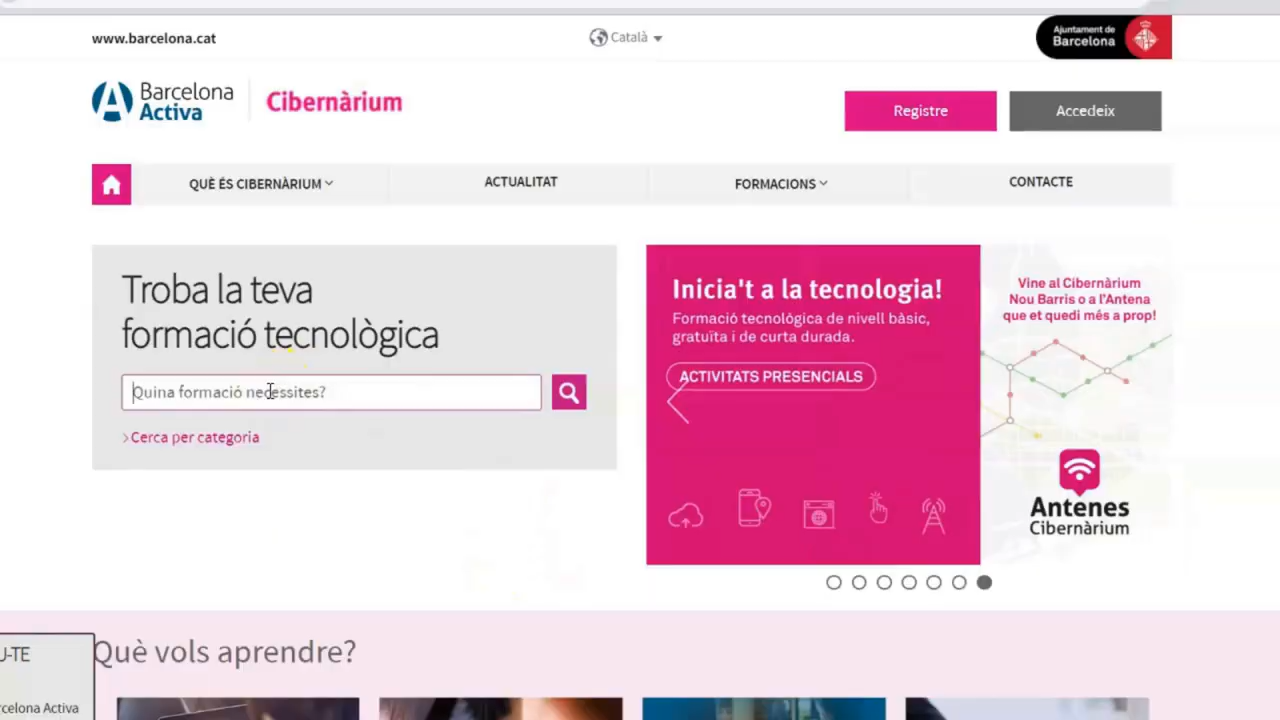 www.barcelona.cat
Català
Ajuntament de
Barcelona
Barcelona
Activa
Cibernàrium
Registre
Accedeix
QUÈ ÉS CIBERNÀRIUM
ACTUALITAT
FORMACIONS
CONTACTE
Troba la teva
formació tecnològica
Quina formació necessites?
Cerca per categoria
Inicia't a la tecnologia!
Formació tecnològica de nivell bàsic,
gratuïta i de curta durada.
ACTIVITATS PRESENCIALS
Vine al Cibernàrium
Nou Barris o a l'Antena
que et quedi més a prop!
Antenes
Cibernàrium
U-TE
Què vols aprendre?
rcelona Activa